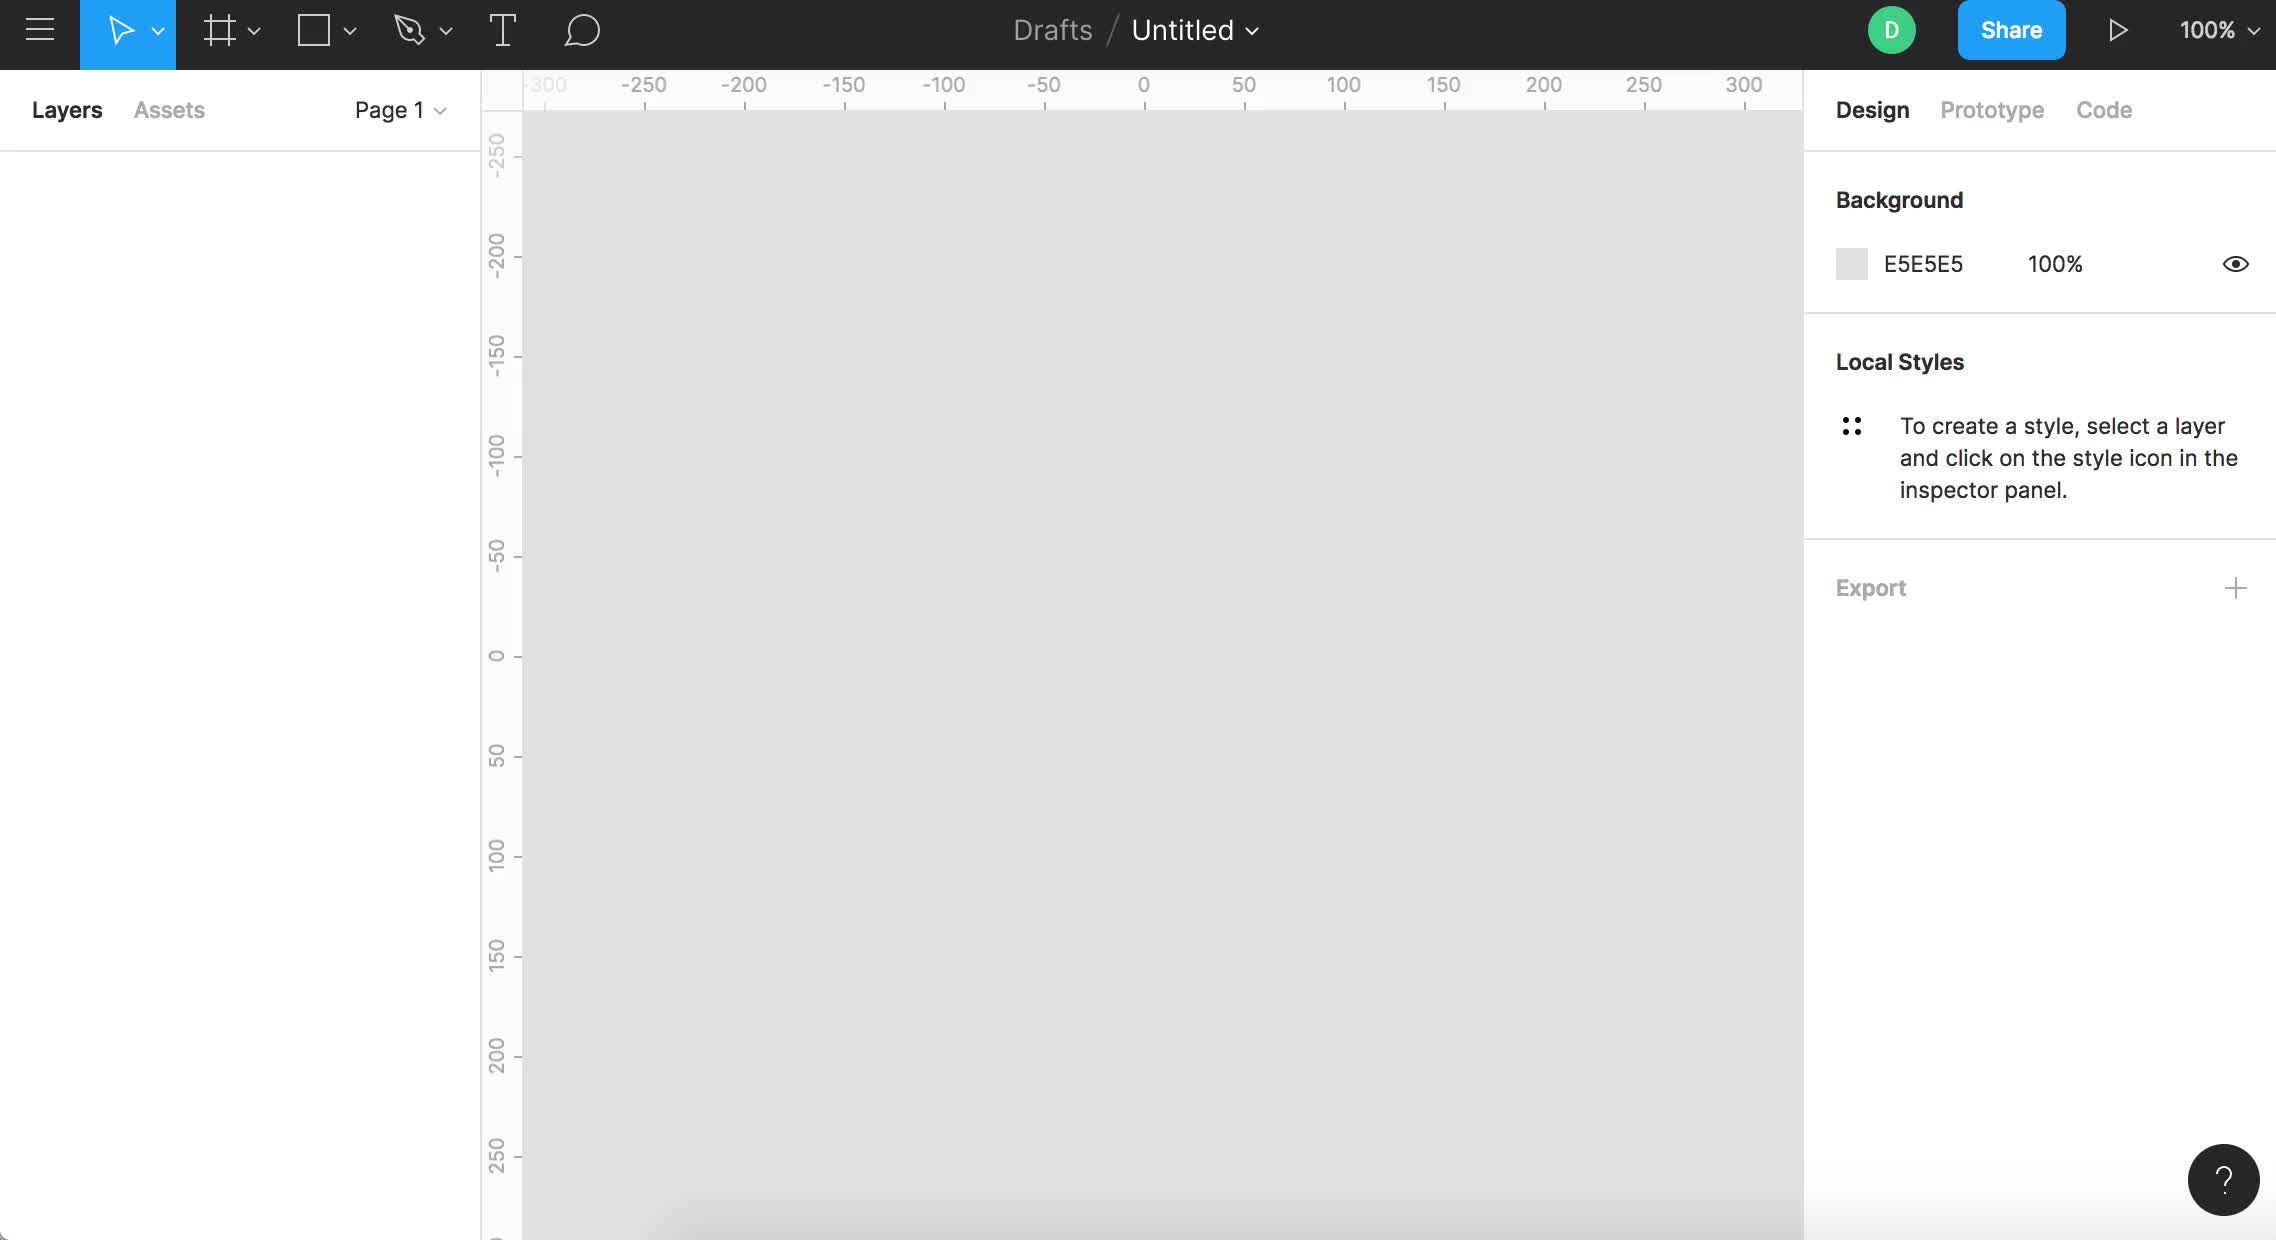 Drafts / Untitled
D
Share
100%
Layers
Assets
Page 1
-300 -250 -200 -150 -100 -50 0 50 100 150 200 250 300
-250
-200
-150
-100
-50
0
50
100
150
200
250
Design
Prototype
Code
Background
E5E5E5
100%
Local Styles
To create a style, select a layer
and click on the style icon in the
inspector panel.
Export
?